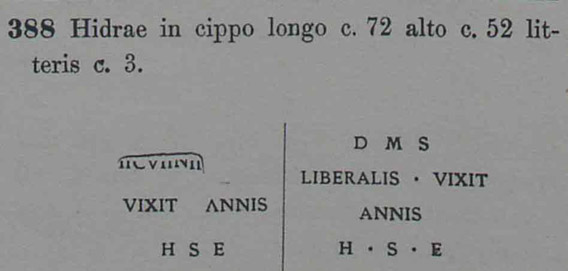 388 Hidrae in cippo longo c. 72 alto c. 52 lit-
teris c. 3.
VIXIT ANNIS
H S E
D M S
LIBERALIS · VIXIT
ANNIS
H · S · E